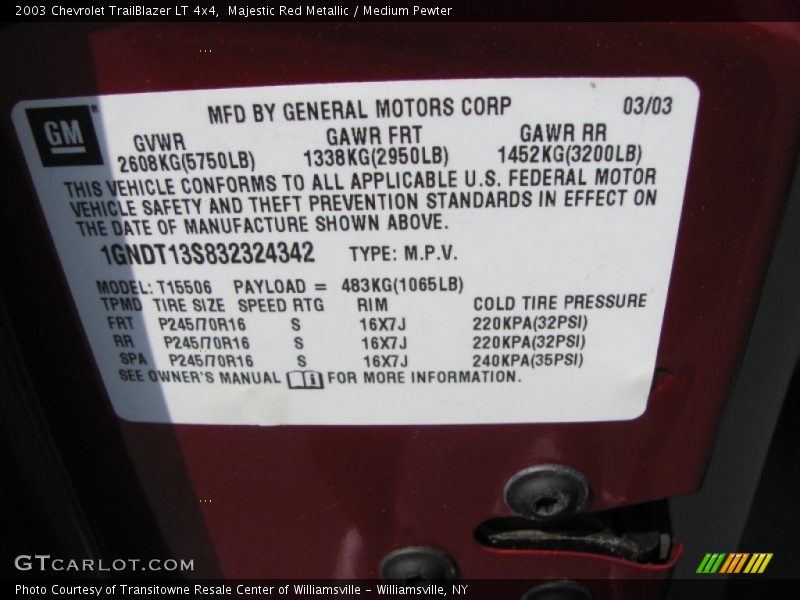 2003 Chevrolet TrailBlazer LT 4x4,  Majestic Red Metallic / Medium Pewter
MFD BY GENERAL MOTORS CORP 03/03
GM
GVWR GAWR FRT GAWR RR
2608KG(5750LB) 1338KG(2950LB) 1452KG(3200LB)
THIS VEHICLE CONFORMS TO ALL APPLICABLE U.S. FEDERAL MOTOR
VEHICLE SAFETY AND THEFT PREVENTION STANDARDS IN EFFECT ON
THE DATE OF MANUFACTURE SHOWN ABOVE.
1GNDT13S832324342 TYPE: M.P.V.
MODEL: T15506 PAYLOAD = 483KG(1065LB)
TPMD TIRE SIZE SPEED RTG RIM COLD TIRE PRESSURE
FRT P245/70R16 S 16X7J 220KPA(32PSI)
RR P245/70R16 S 16X7J 220KPA(32PSI)
SPA P245/70R16 S 16X7J 240KPA(35PSI)
SEE OWNER'S MANUAL i FOR MORE INFORMATION.
GTCARLOT.COM
Photo Courtesy of Transitowne Resale Center of Williamsville - Williamsville, NY